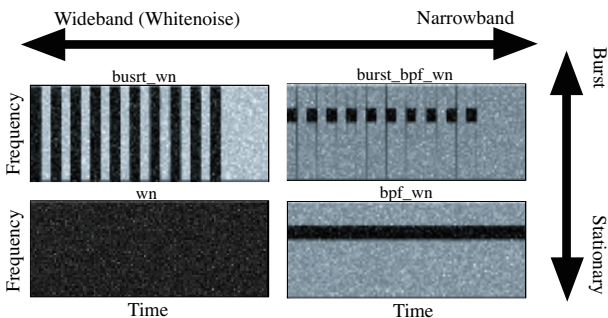 Wideband (Whitenoise) Narrowband
busrt_wn burst_bpf_wn
Frequency
Burst
wn bpf_wn
Frequency
Stationary
Time Time